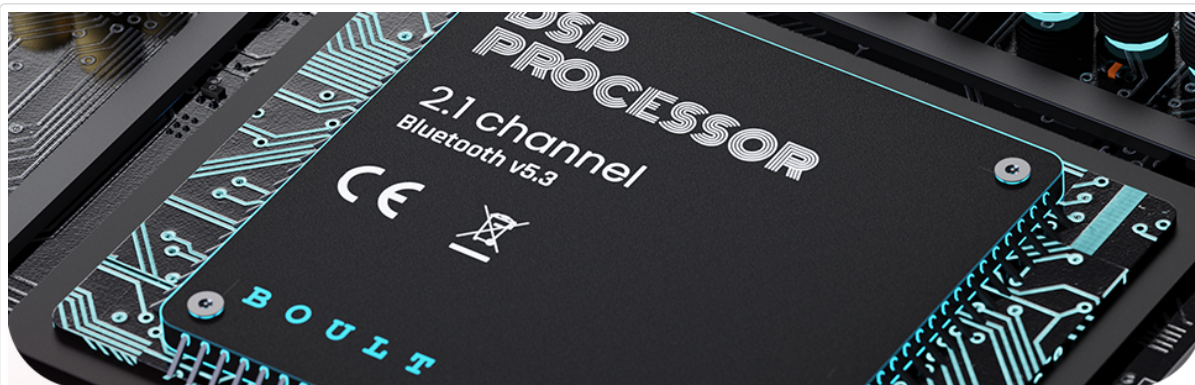 DSP
PROCESSOR
2.1 channel
Bluetooth v5.3
CE
BOULT